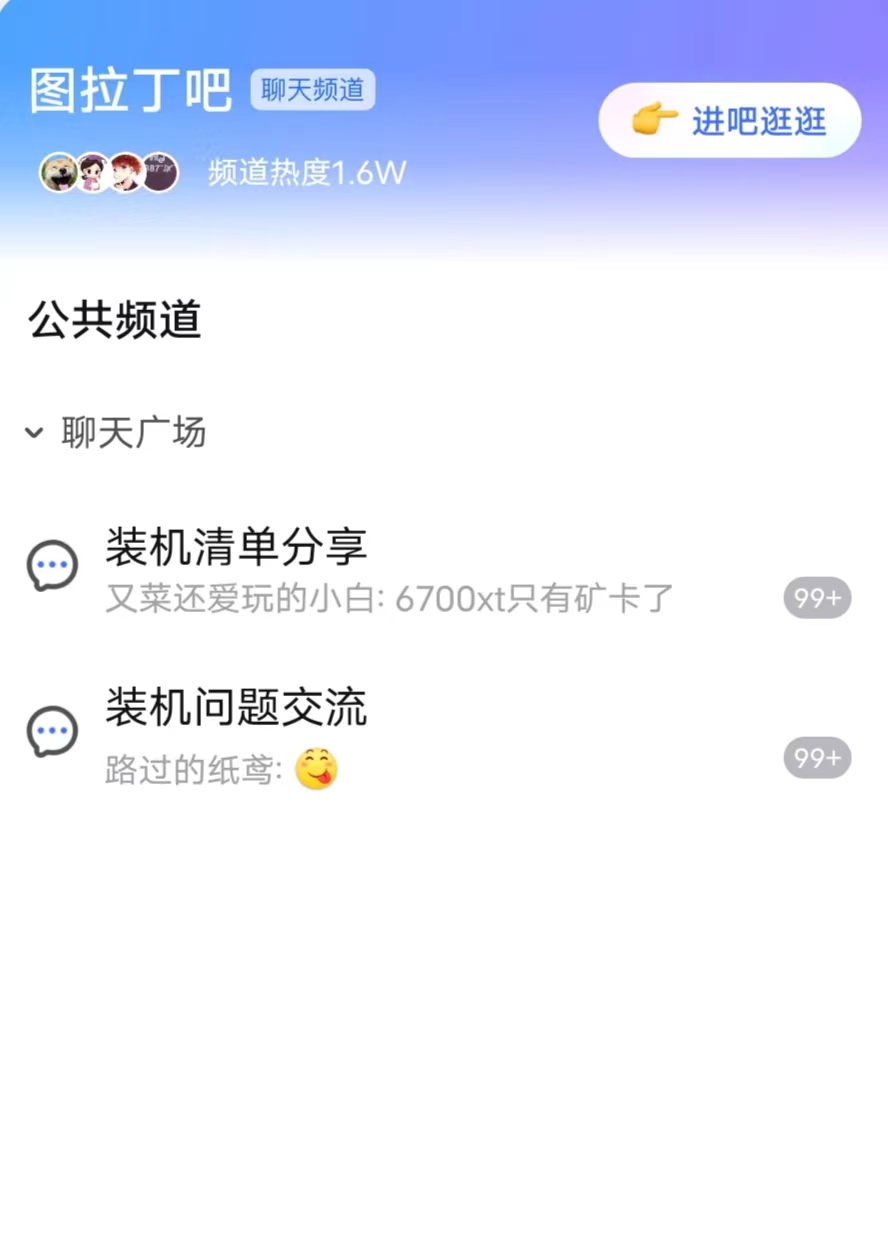 图拉丁吧 聊天频道
进吧逛逛
频道热度1.6W
公共频道
聊天广场
装机清单分享
又菜还爱玩的小白: 6700xt只有矿卡了
99+
装机问题交流
路过的纸鸢:
99+